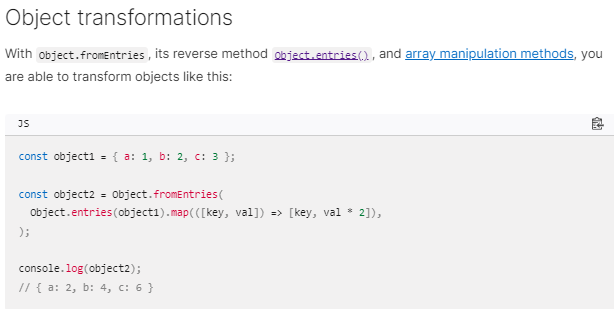 Object transformations
With Object.fromEntries, its reverse method Object.entries(), and array manipulation methods, you
are able to transform objects like this:
JS
const object1 = { a: 1, b: 2, c: 3 };
const object2 = Object.fromEntries(
  Object.entries(object1).map(([key, val]) => [key, val * 2]),
);
console.log(object2);
// { a: 2, b: 4, c: 6 }